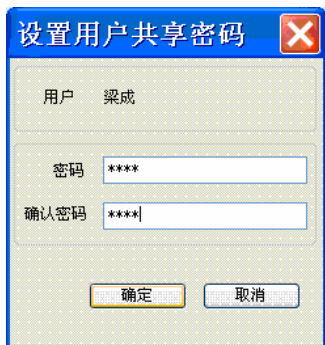 设置用户共享密码
用户 梁成
密码 ****
确认密码 ****
确定 取消